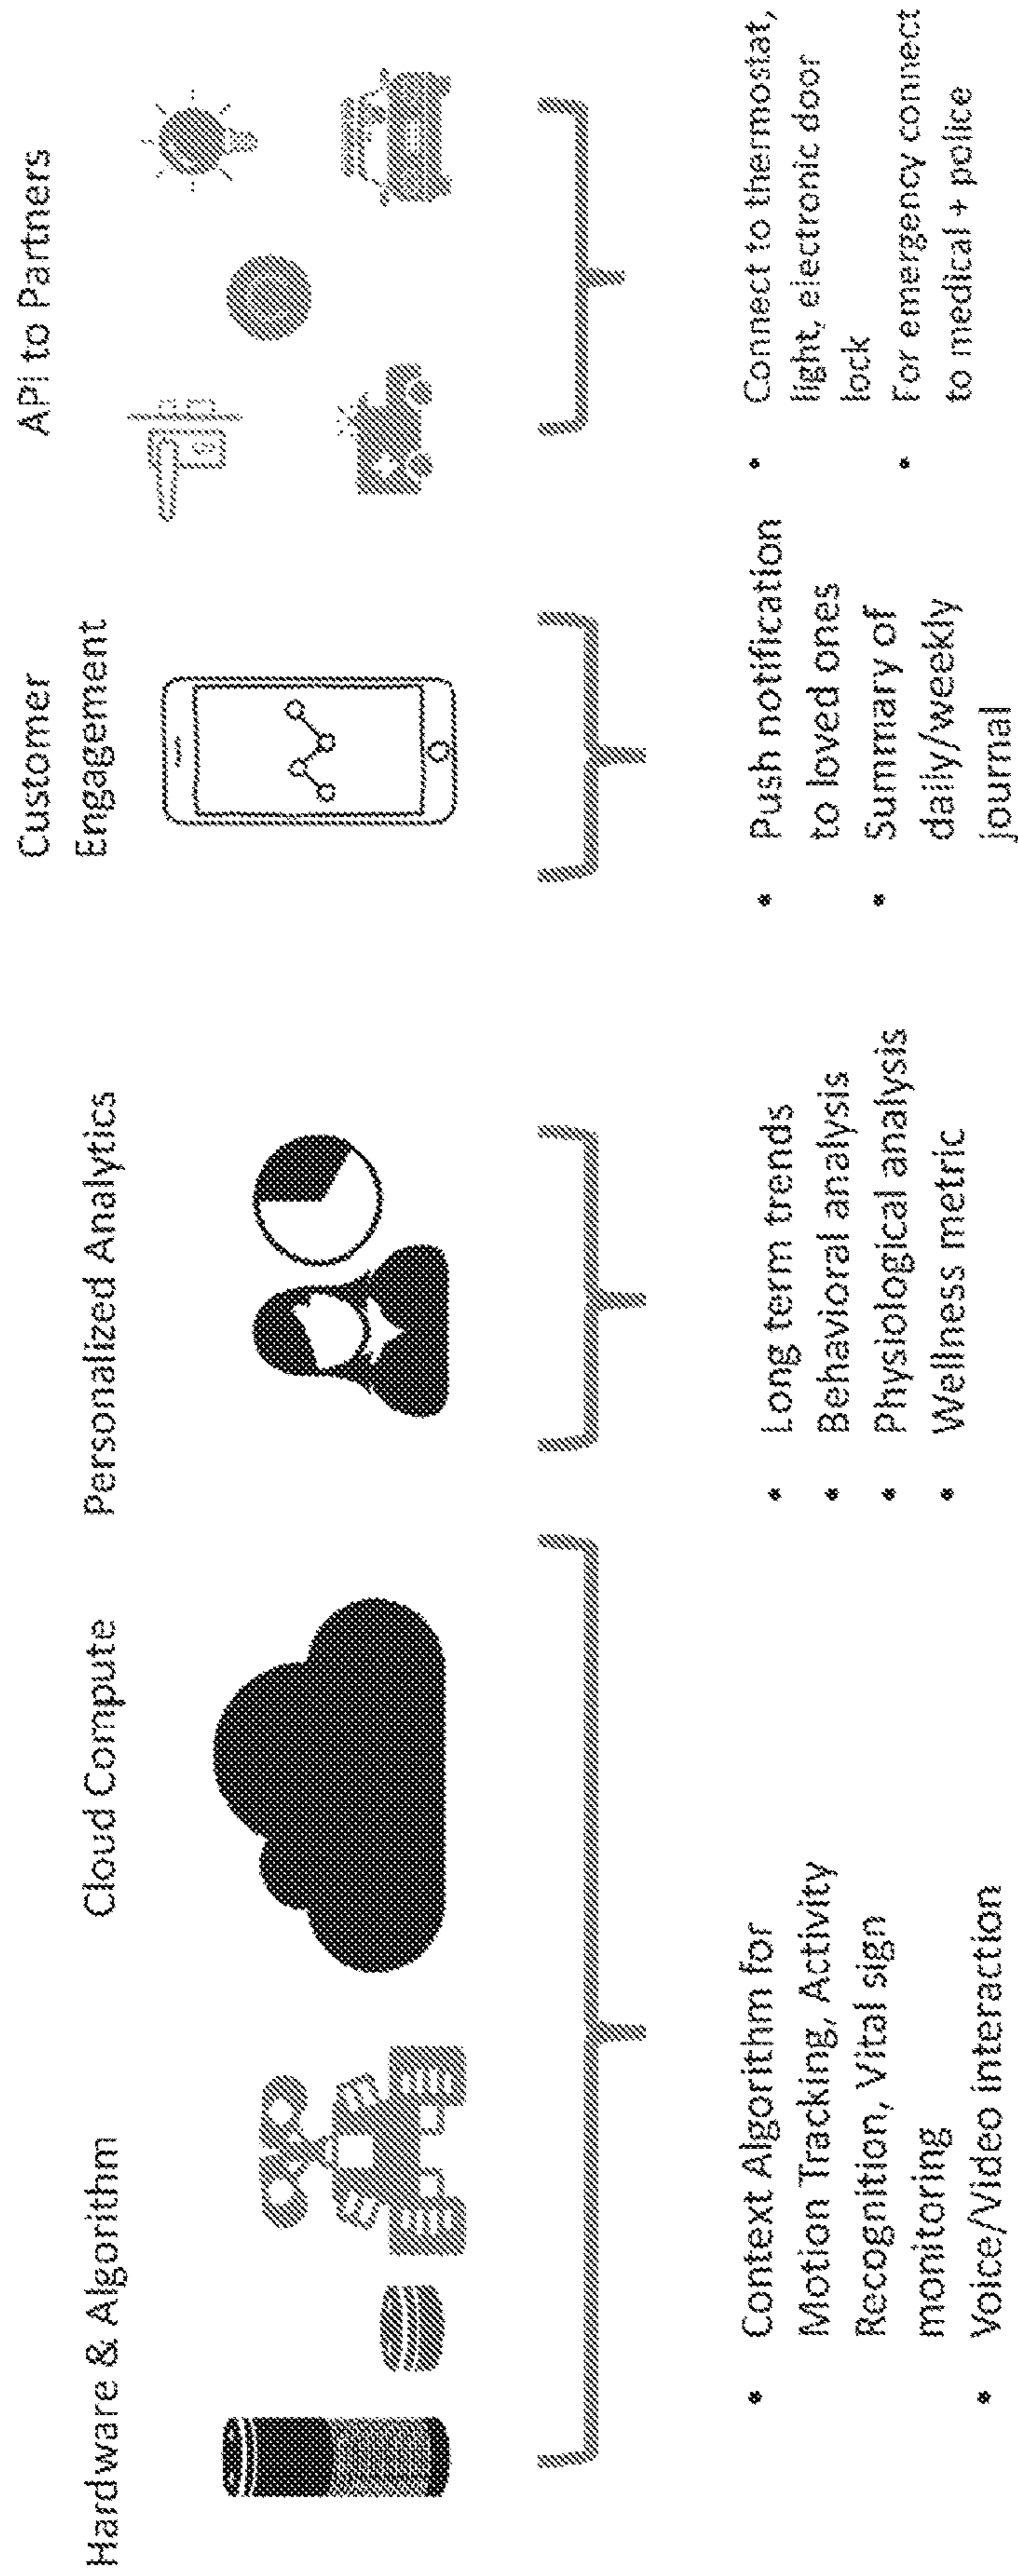 Hardware & Algorithm
Cloud Compute
Personalized Analytics
Customer
Engagement
API to Partners
• Context Algorithm for
Motion Tracking, Activity
Recognition, Vital sign
monitoring
• Voice/Video interaction
• Long term trends
• Behavioral analysis
• Physiological analysis
• Wellness metric
• Push notification
to loved ones
• Summary of
daily/weekly
journal
• Connect to thermostat,
light, electronic door
lock
• For emergency connect
to medical + police